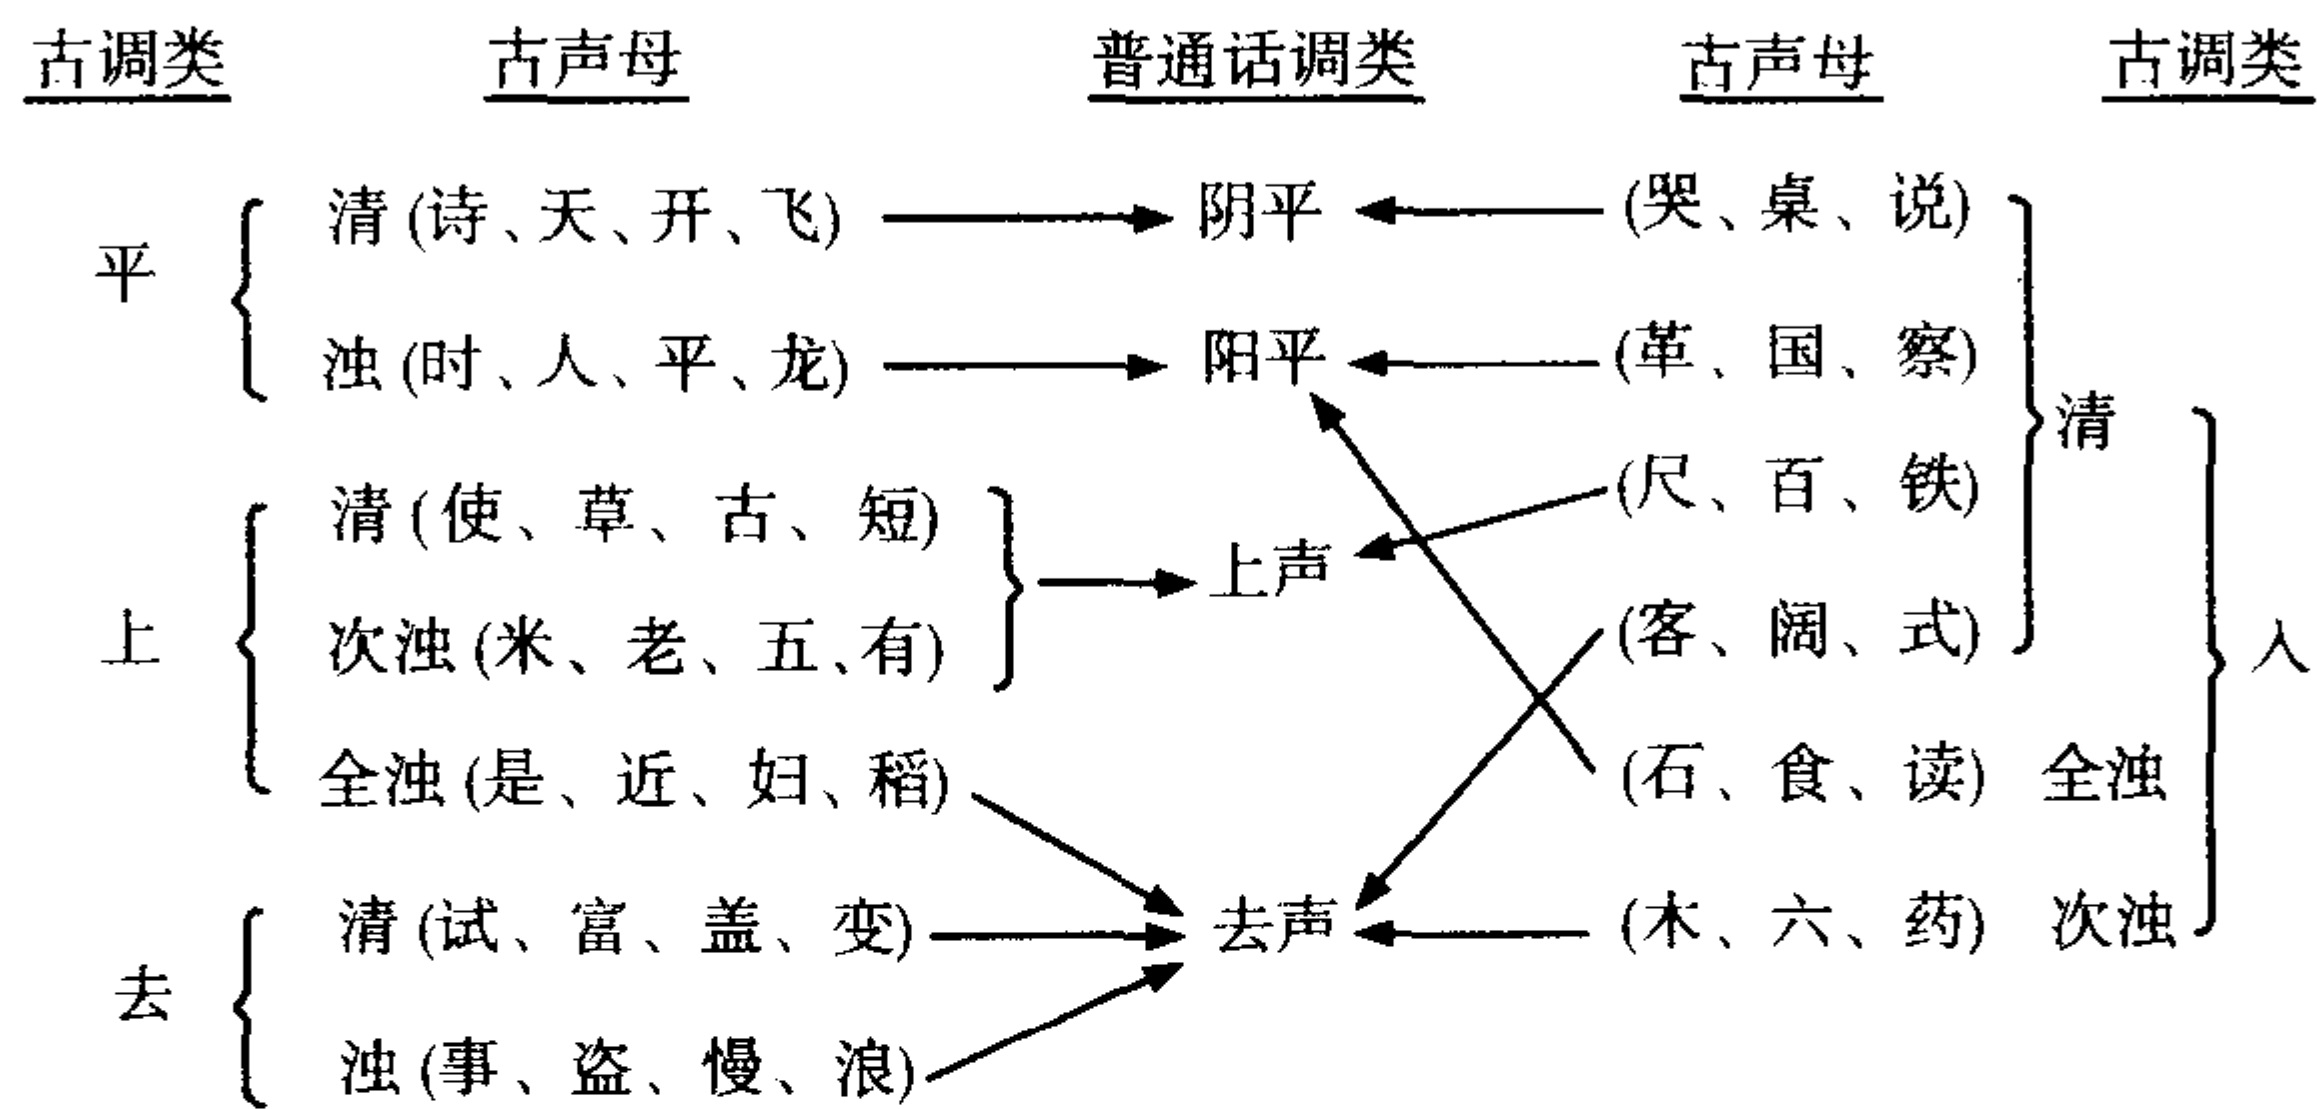 古调类 古声母 普通话调类 古声母 古调类
清 (诗、天、开、飞) 阴平 (哭、桌、说)
平
浊 (时、人、平、龙) 阳平 (革、国、察)
清
清 (使、草、古、短) (尺、百、铁)
上声
上 次浊 (米、老、五、有) (客、阔、式) 入
全浊 (是、近、妇、稻) (石、食、读) 全浊
清 (试、富、盖、变) 去声 (木、六、药) 次浊
去
浊 (事、盗、慢、浪)